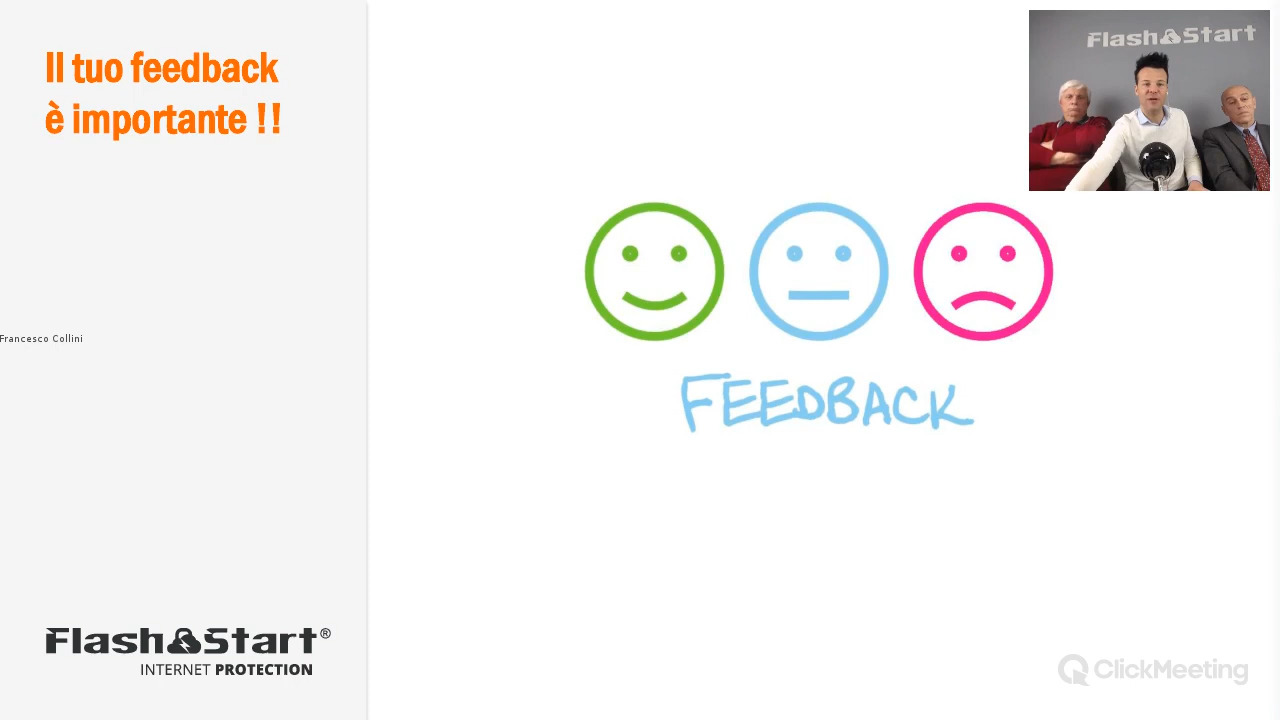 Il tuo feedback
è importante !!
Flash Start
Francesco Collini
FEEDBACK
Flash Start®
INTERNET PROTECTION
ClickMeeting